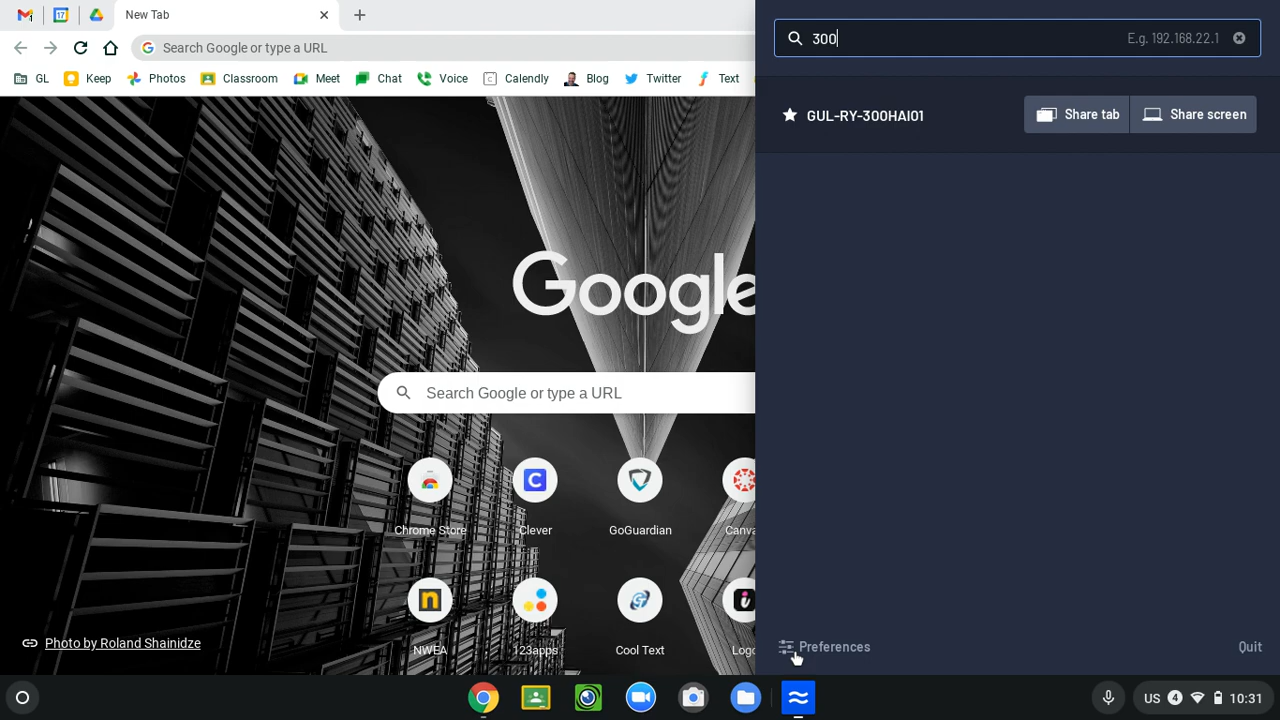 New Tab
Search Google or type a URL
GL Keep Photos Classroom Meet Chat Voice Calendly Blog Twitter Text
300 E.g. 192.168.22.1
GUL-RY-300HAI01 Share tab Share screen
Google
Search Google or type a URL
Chrome Store Clever GoGuardian Canva
NWEA 123apps Cool Text Logo
Photo by Roland Shainidze
Preferences Quit
US 4 10:31